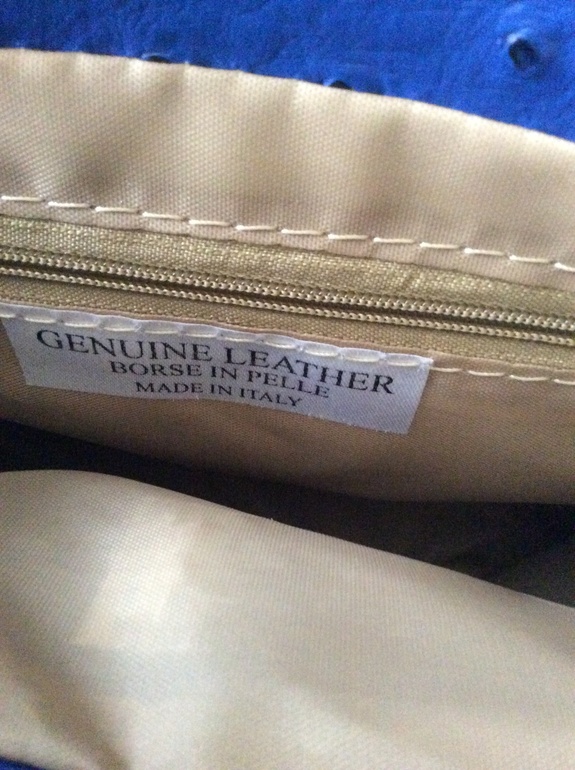 GENUINE LEATHER
BORSE IN PELLE
MADE IN ITALY